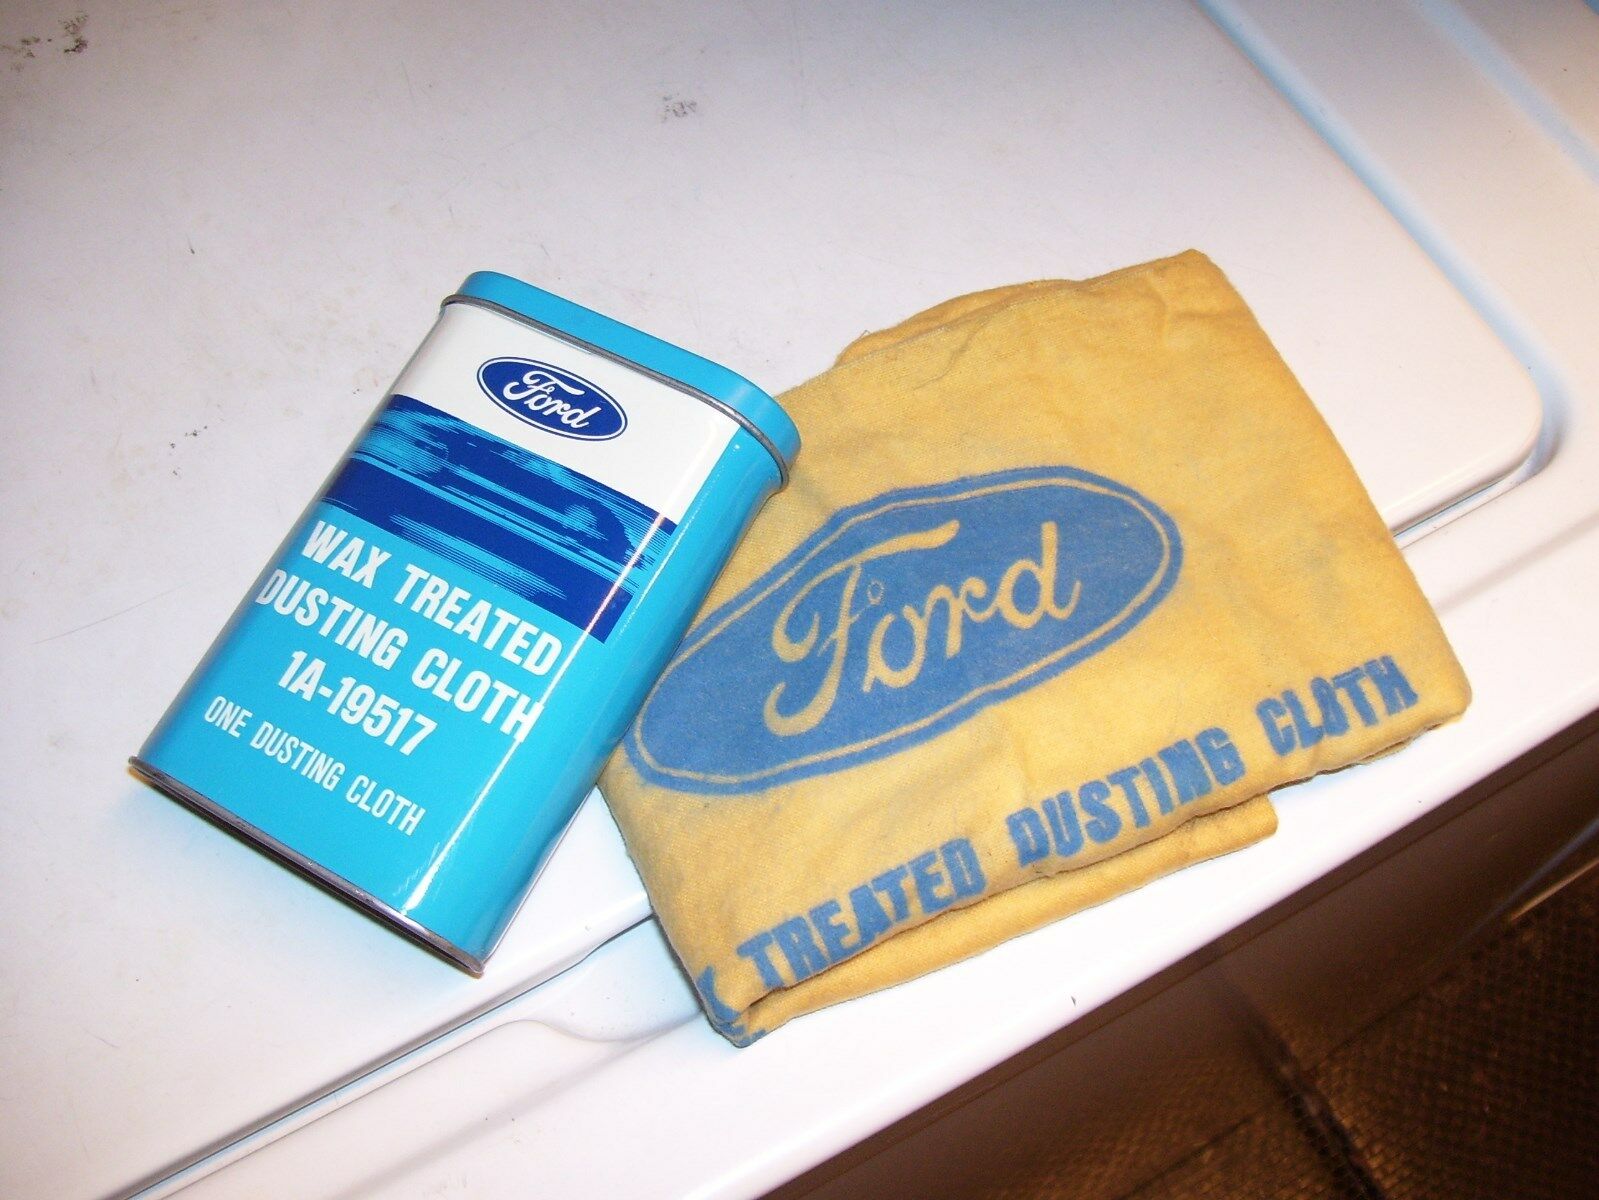 Ford
WAX TREATED
DUSTING CLOTH
1A-19517
ONE DUSTING CLOTH
Ford
TREATED DUSTING CLOTH